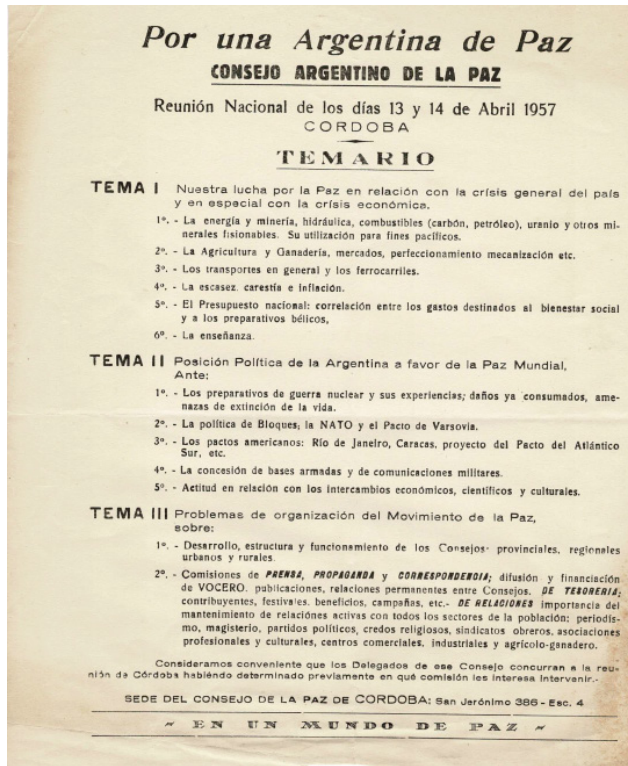 Por una Argentina de Paz
CONSEJO ARGENTINO DE LA PAZ
Reunión Nacional de los días 13 y 14 de Abril 1957
CORDOBA
TEMARIO
TEMA I Nuestra lucha por la Paz en relación con la crísis general del país
y en especial con la crísis económica.
1º. - La energía y minería, hidráulica, combustibles (carbón, petróleo), uranio y otros mi-
nerales fisionables. Su utilización para fines pacíficos.
2º. - La Agricultura y Ganadería, mercados, perfeccionamiento mecanización etc.
3º. - Los transportes en general y los ferrocarriles.
4º. - La escasez, carestía e inflación.
5º. - El Presupuesto nacional: correlación entre los gastos destinados al bienestar social
y a los preparativos bélicos,
6º. - La enseñanza.
TEMA II Posición Política de la Argentina a favor de la Paz Mundial,
Ante:
1º. - Los preparativos de guerra nuclear y sus experiencias; daños ya consumados, ame-
nazas de extinción de la vida.
2º. - La política de Bloques; la NATO y el Pacto de Varsovia.
3º. - Los pactos americanos: Río de Janeiro, Caracas, proyecto del Pacto del Atlántico
Sur, etc.
4º. - La concesión de bases armadas y de comunicaciones militares.
5º. - Actitud en relación con los intercambios económicos, científicos y culturales.
TEMA III Problemas de organización del Movimiento de la Paz,
sobre:
1º. - Desarrollo, estructura y funcionamiento de los Consejos- provinciales, regionales
urbanos y rurales.
2º. - Comisiones de PRENSA, PROPAGANDA y CORRESPONDENCIA; difusión y financiación
de VOCERO, publicaciones, relaciones permanentes entre Consejos. DE TESORERIA;
contribuyentes, festivales, beneficios, campañas, etc.- DE RELACIONES importancia del
mantenimiento de relaciónes activas con todos los sectores de la población: periodis-
mo, magisterio, partidos políticos, credos religiosos, sindicatos obreros, asociaciones
profesionales y culturales, centros comerciales, industriales y agrícolo-ganadero.
Consideramos conveniente que los Delegados de ese Consejo concurran a la reu-
nión de Córdoba habiéndo determinado previamente en qué comisión les interesa intervenir.-
SEDE DEL CONSEJO DE LA PAZ DE CORDOBA: San Jerónimo 386 - Esc. 4
~ EN UN MUNDO DE PAZ ~